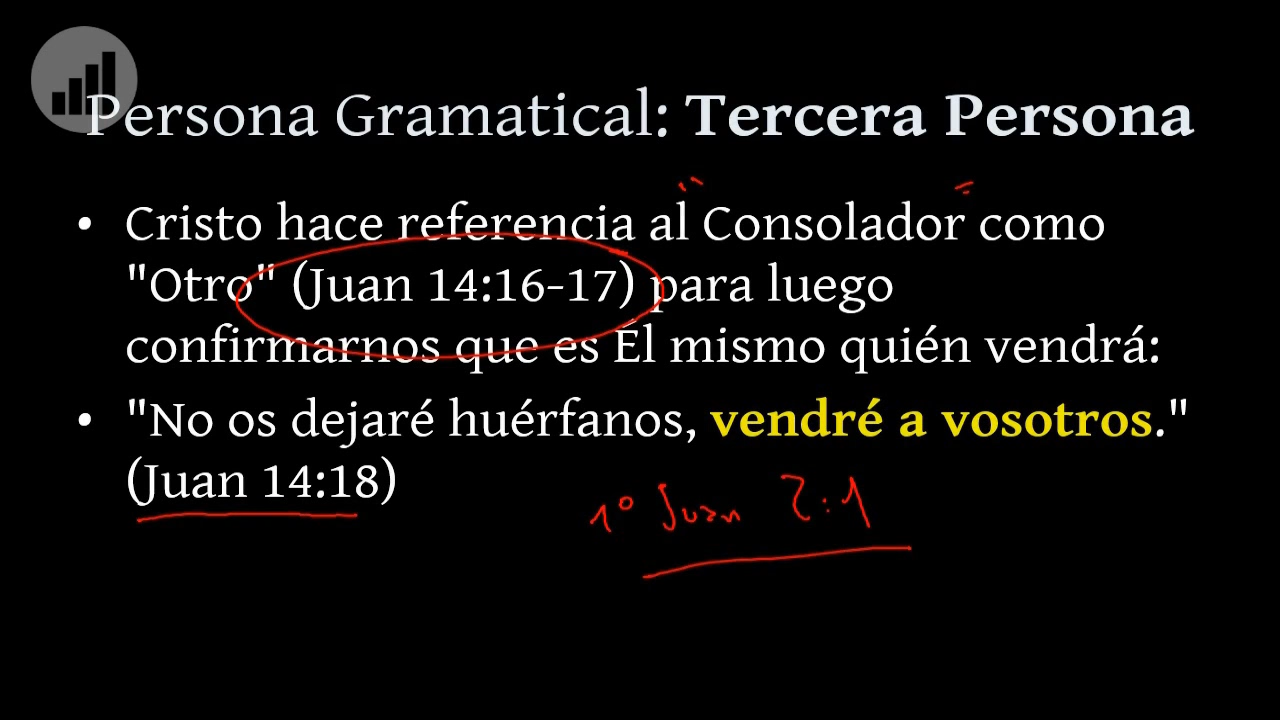 Persona Gramatical: Tercera Persona
• Cristo hace referencia al Consolador como
"Otro" (Juan 14:16-17) para luego
confirmarnos que es Él mismo quién vendrá:
• "No os dejaré huérfanos, vendré a vosotros."
(Juan 14:18)
1º Juan 2:1